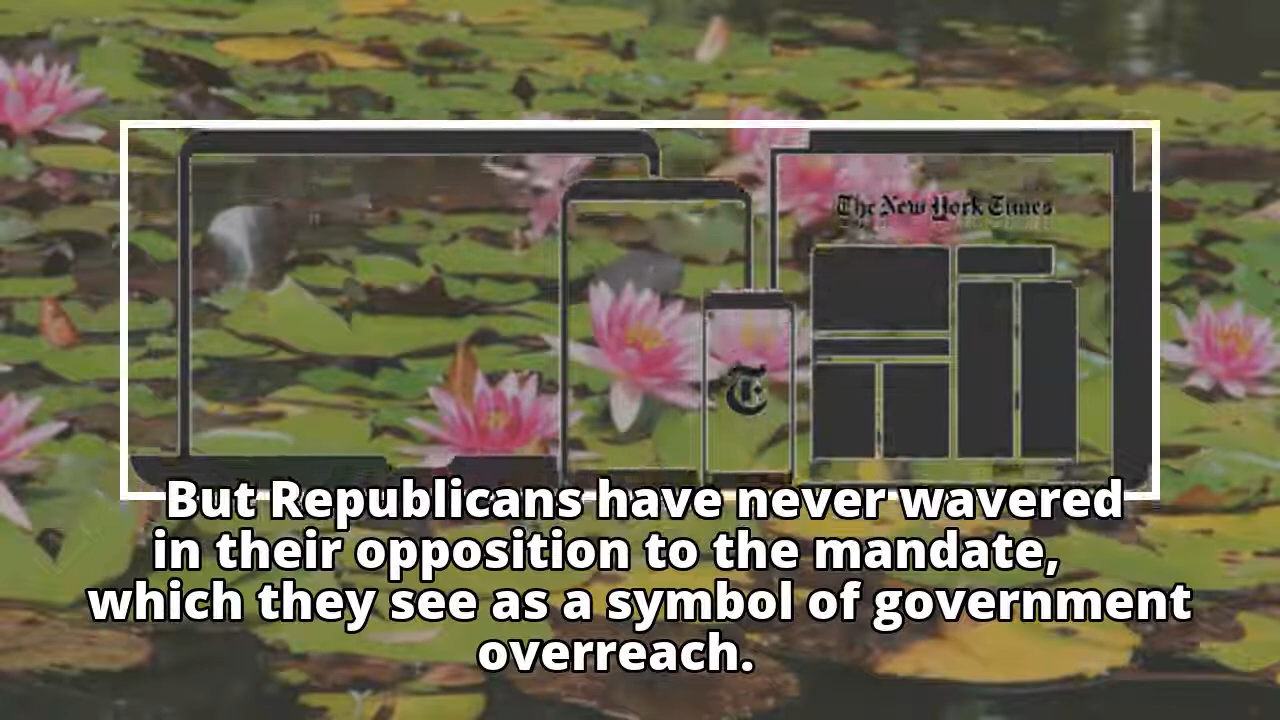 The New York Times
T
But Republicans have never wavered
in their opposition to the mandate,
which they see as a symbol of government
overreach.